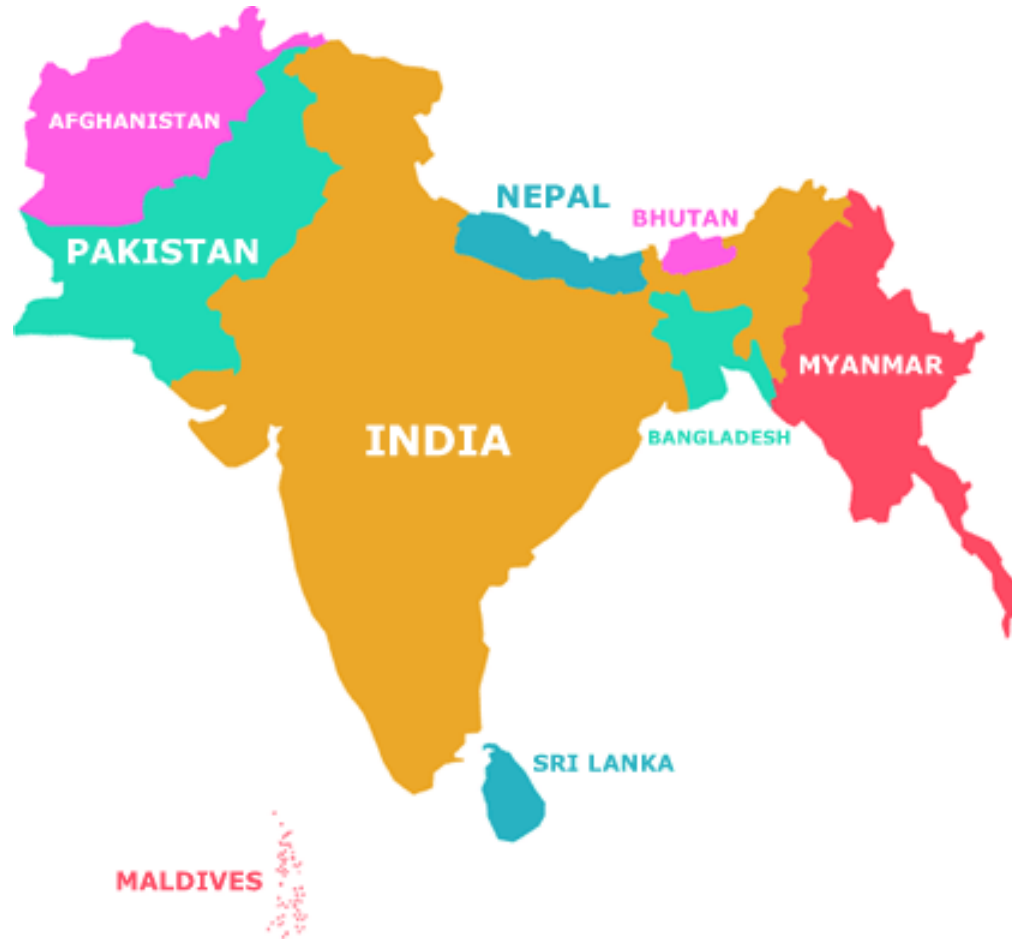 AFGHANISTAN
NEPAL
BHUTAN
PAKISTAN
MYANMAR
INDIA
BANGLADESH
SRI LANKA
MALDIVES